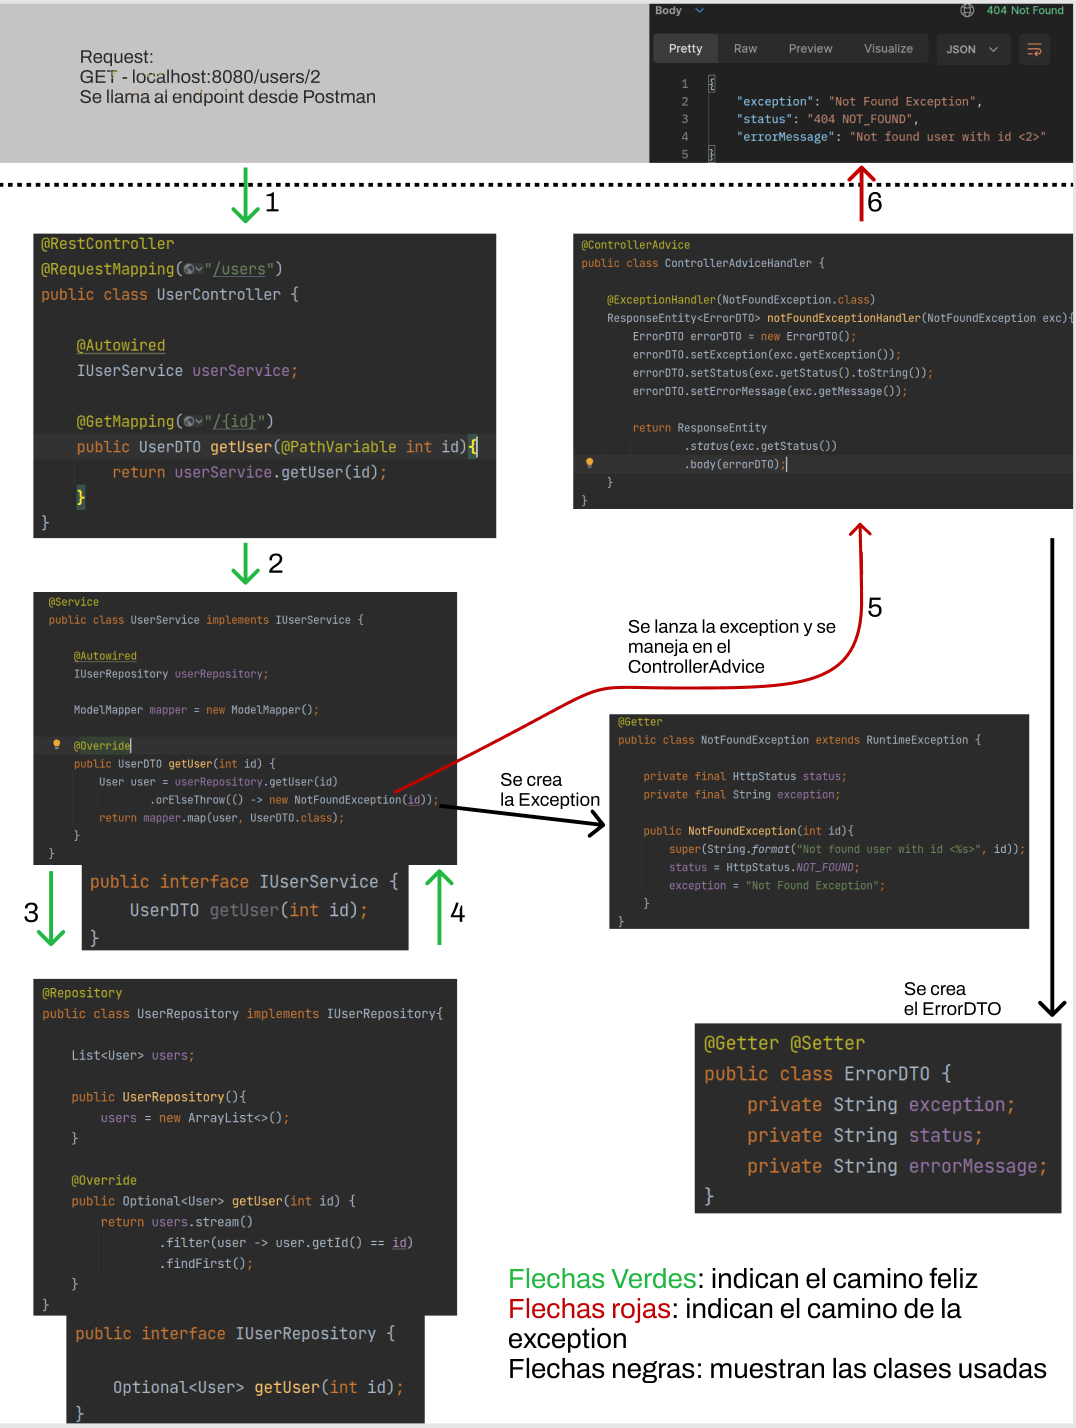 Request:
GET - localhost:8080/users/2
Se llama al endpoint desde Postman
Body
404 Not Found
Pretty Raw Preview Visualize JSON
1 {
2 "exception": "Not Found Exception",
3 "status": "404 NOT_FOUND",
4 "errorMessage": "Not found user with id <2>"
5 }
1
6
@RestController
@RequestMapping("/users")
public class UserController {
@Autowired
IUserService userService;
@GetMapping("/{id}")
public UserDTO getUser(@PathVariable int id){
return userService.getUser(id);
}
}
@ControllerAdvice
public class ControllerAdviceHandler {
@ExceptionHandler(NotFoundException.class)
ResponseEntity<ErrorDTO> notFoundExceptionHandler(NotFoundException exc){
ErrorDTO errorDTO = new ErrorDTO();
errorDTO.setException(exc.getException());
errorDTO.setStatus(exc.getStatus().toString());
errorDTO.setErrorMessage(exc.getMessage());
return ResponseEntity
.status(exc.getStatus())
.body(errorDTO);
}
}
2
@Service
public class UserService implements IUserService {
@Autowired
IUserRepository userRepository;
ModelMapper mapper = new ModelMapper();
@Override
public UserDTO getUser(int id) {
User user = userRepository.getUser(id)
.orElseThrow(() -> new NotFoundException(id));
return mapper.map(user, UserDTO.class);
}
}
public interface IUserService {
UserDTO getUser(int id);
}
5
Se lanza la exception y se
maneja en el
ControllerAdvice
Se crea
la Exception
@Getter
public class NotFoundException extends RuntimeException {
private final HttpStatus status;
private final String exception;
public NotFoundException(int id){
super(String.format("Not found user with id <%s>", id));
status = HttpStatus.NOT_FOUND;
exception = "Not Found Exception";
}
}
3
4
@Repository
public class UserRepository implements IUserRepository{
List<User> users;
public UserRepository(){
users = new ArrayList<>();
}
@Override
public Optional<User> getUser(int id) {
return users.stream()
.filter(user -> user.getId() == id)
.findFirst();
}
}
public interface IUserRepository {
Optional<User> getUser(int id);
}
Se crea
el ErrorDTO
@Getter @Setter
public class ErrorDTO {
private String exception;
private String status;
private String errorMessage;
}
Flechas Verdes: indican el camino feliz
Flechas rojas: indican el camino de la
exception
Flechas negras: muestran las clases usadas